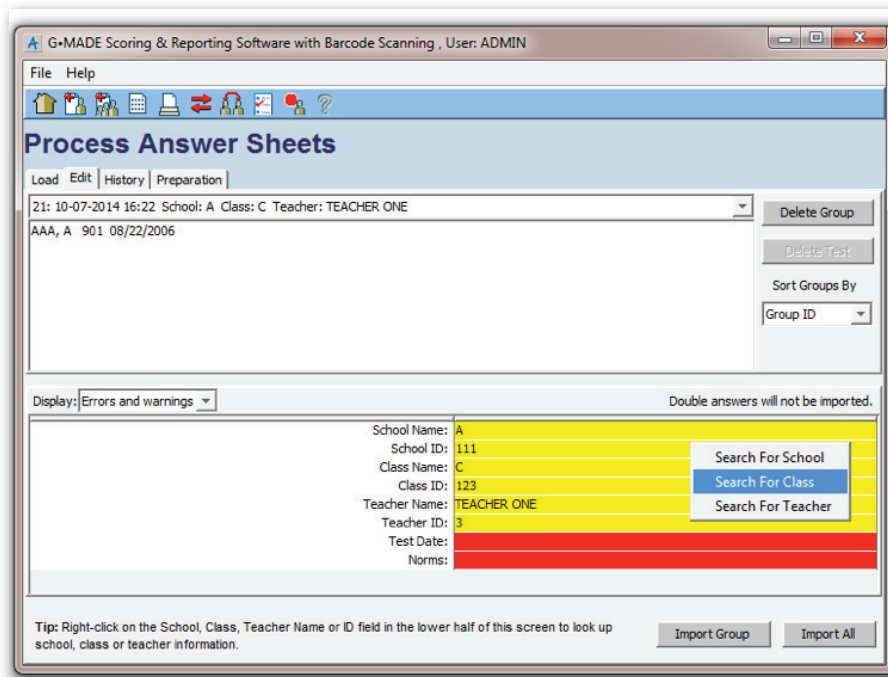 G•MADE Scoring & Reporting Software with Barcode Scanning , User: ADMIN
File Help
Process Answer Sheets
Load Edit History Preparation
21: 10-07-2014 16:22 School: A Class: C Teacher: TEACHER ONE
Delete Group
AAA, A 901 08/22/2006
Delete Test
Sort Groups By
Group ID
Display: Errors and warnings
Double answers will not be imported.
School Name: A
School ID: 111
Search For School
Class Name: C
Class ID: 123
Search For Class
Teacher Name: TEACHER ONE
Search For Teacher
Teacher ID: 3
Test Date:
Norms:
Tip: Right-click on the School, Class, Teacher Name or ID field in the lower half of this screen to look up
school, class or teacher information.
Import Group Import All